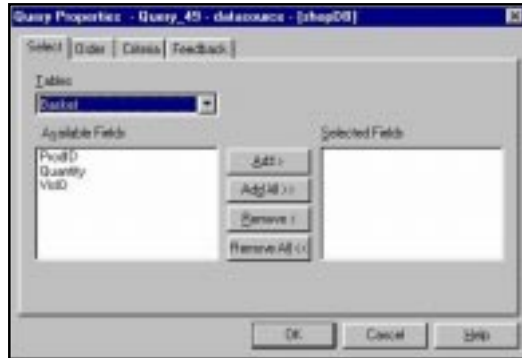 Query Properties - Query_49 - datasource - [shopDB]
Select Order Criteria Feedback
Tables
Basket
Available Fields
Selected Fields
ProdID
Quantity
VisID
Add >
Add All >>
Remove <
Remove All <<
OK Cancel Help